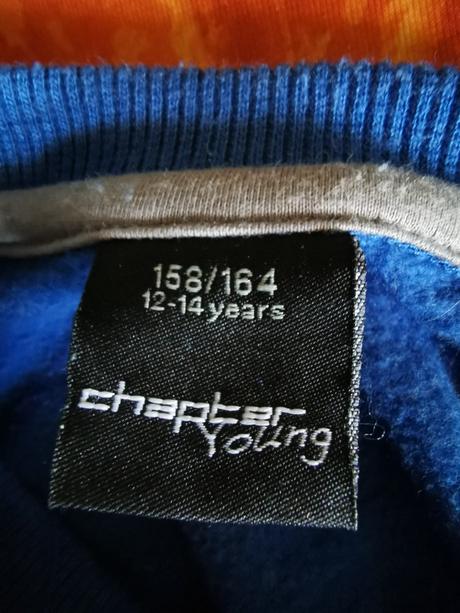 158/164
12-14 years
chapter
Young